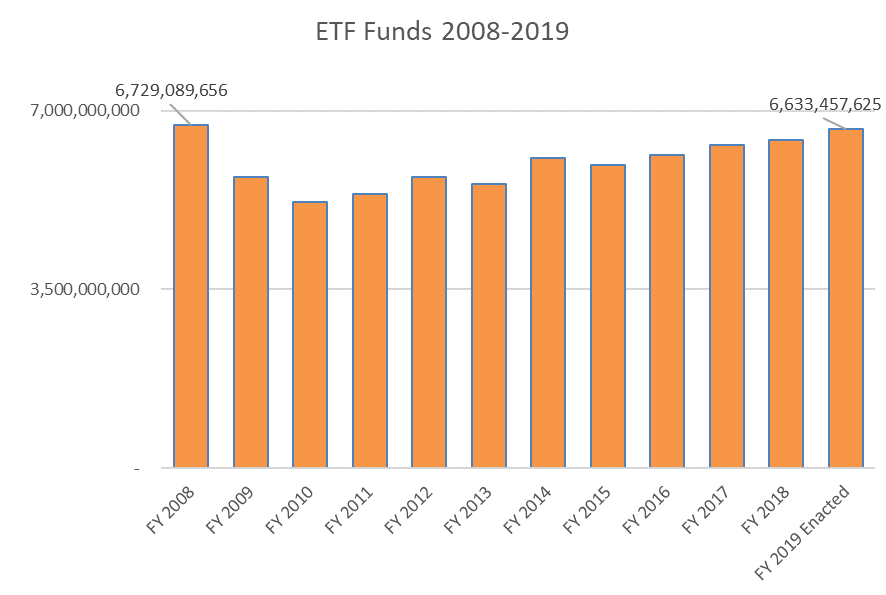 ETF Funds 2008-2019
6,729,089,656
6,633,457,625
7,000,000,000
3,500,000,000
-
FY 2008
FY 2009
FY 2010
FY 2011
FY 2012
FY 2013
FY 2014
FY 2015
FY 2016
FY 2017
FY 2018
FY 2019 Enacted